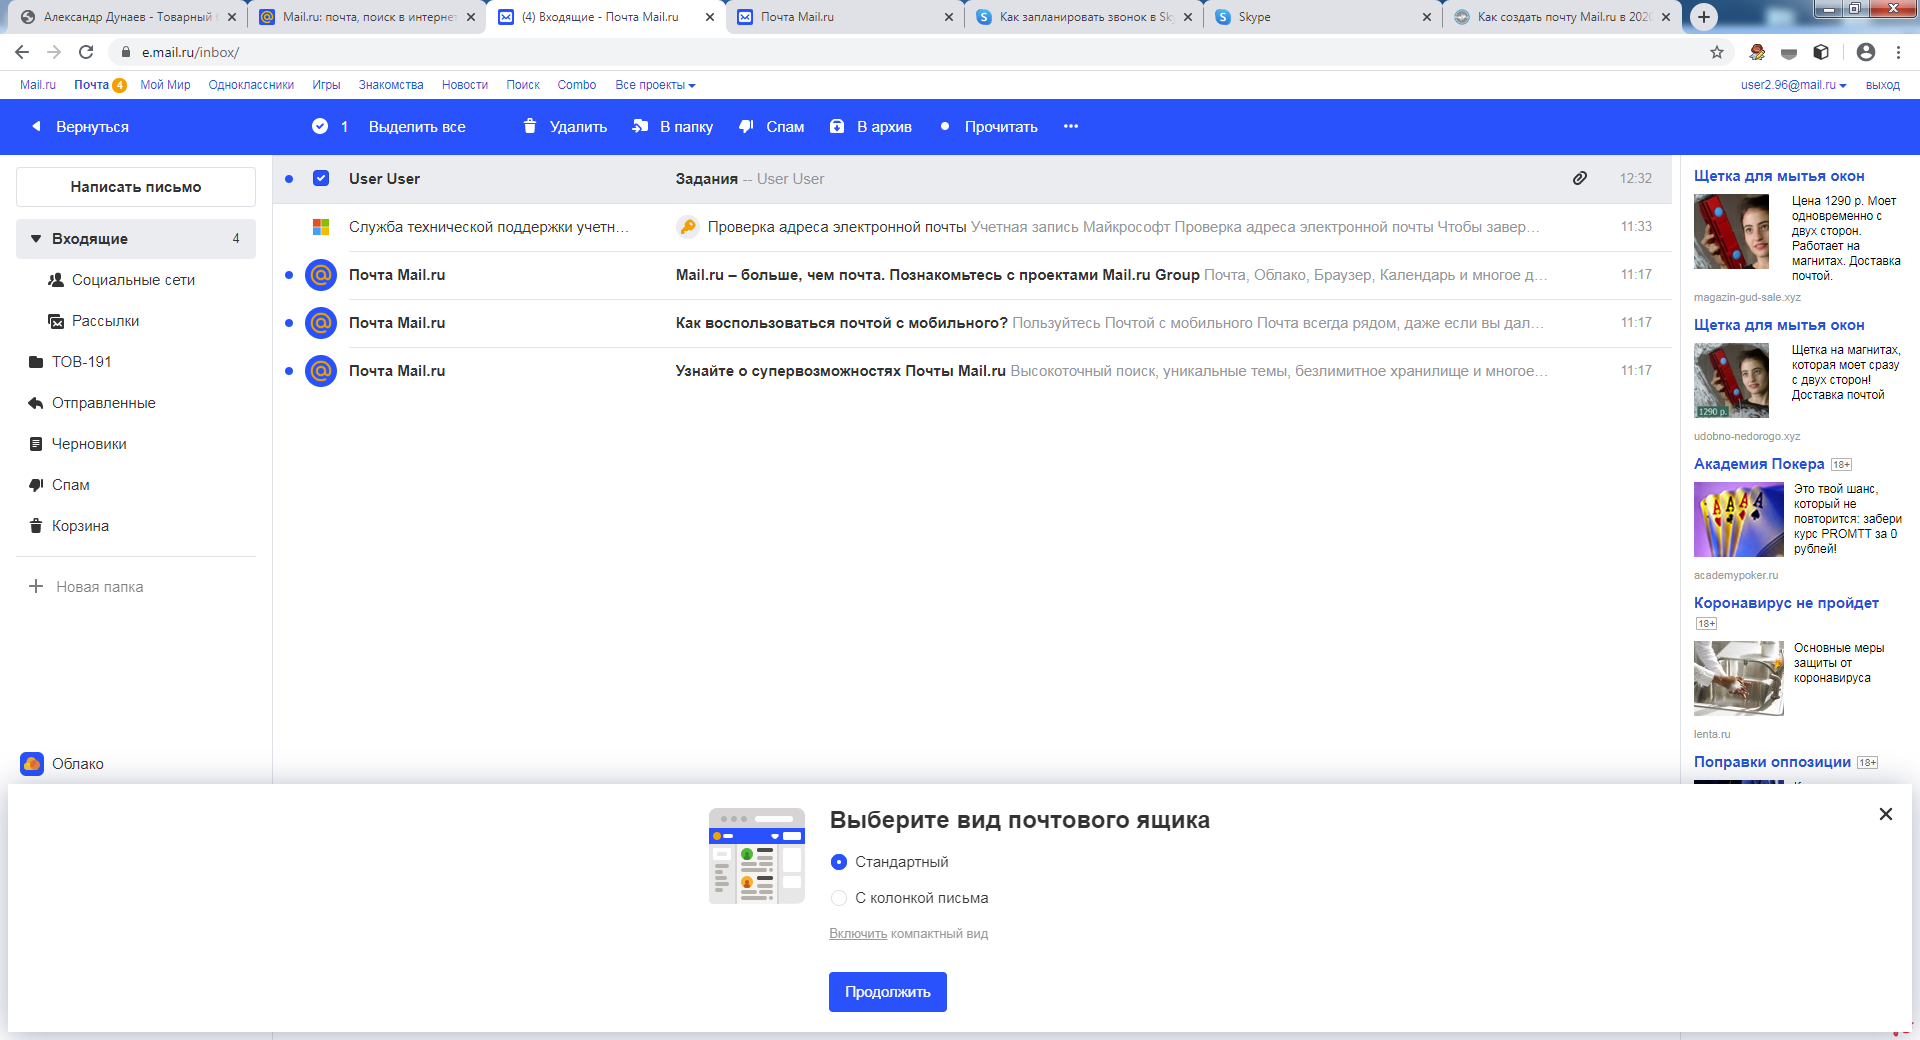 Александр Дунаев - Товарный
Mail.ru: почта, поиск в интернет
(4) Входящие - Почта Mail.ru
Почта Mail.ru
Как запланировать звонок в Sk
Skype
Как создать почту Mail.ru в 2020
e.mail.ru/inbox/
Mail.ru Почта 4 Мой Мир Одноклассники Игры Знакомства Новости Поиск Combo Все проекты
user2.96@mail.ru выход
Вернуться 1 Выделить все Удалить В папку Спам В архив Прочитать
Написать письмо
Входящие 4
Социальные сети
Рассылки
ТОВ-191
Отправленные
Черновики
Спам
Корзина
Новая папка
Облако
User User Задания -- User User 12:32
Служба технической поддержки учетн... Проверка адреса электронной почты Учетная запись Майкрософт Проверка адреса электронной почты Чтобы завер... 11:33
Почта Mail.ru Mail.ru – больше, чем почта. Познакомьтесь с проектами Mail.ru Group Почта, Облако, Браузер, Календарь и многое д... 11:17
Почта Mail.ru Как воспользоваться почтой с мобильного? Пользуйтесь Почтой с мобильного Почта всегда рядом, даже если вы дал... 11:17
Почта Mail.ru Узнайте о супервозможностях Почты Mail.ru Высокоточный поиск, уникальные темы, безлимитное хранилище и многое... 11:17
Щетка для мытья окон
Цена 1290 р. Моет
одновременно с
двух сторон.
Работает на
магнитах. Доставка
почтой.
magazin-gud-sale.xyz
Щетка для мытья окон
Щетка на магнитах,
которая моет сразу
с двух сторон!
Доставка почтой
1290 р.
udobno-nedorogo.xyz
Академия Покера 18+
Это твой шанс,
который не
повторится: забери
курс PROMTT за 0
рублей!
academypoker.ru
Коронавирус не пройдет
18+
Основные меры
защиты от
коронавируса
lenta.ru
Поправки оппозиции 18+
Выберите вид почтового ящика
Стандартный
С колонкой письма
Включить компактный вид
Продолжить